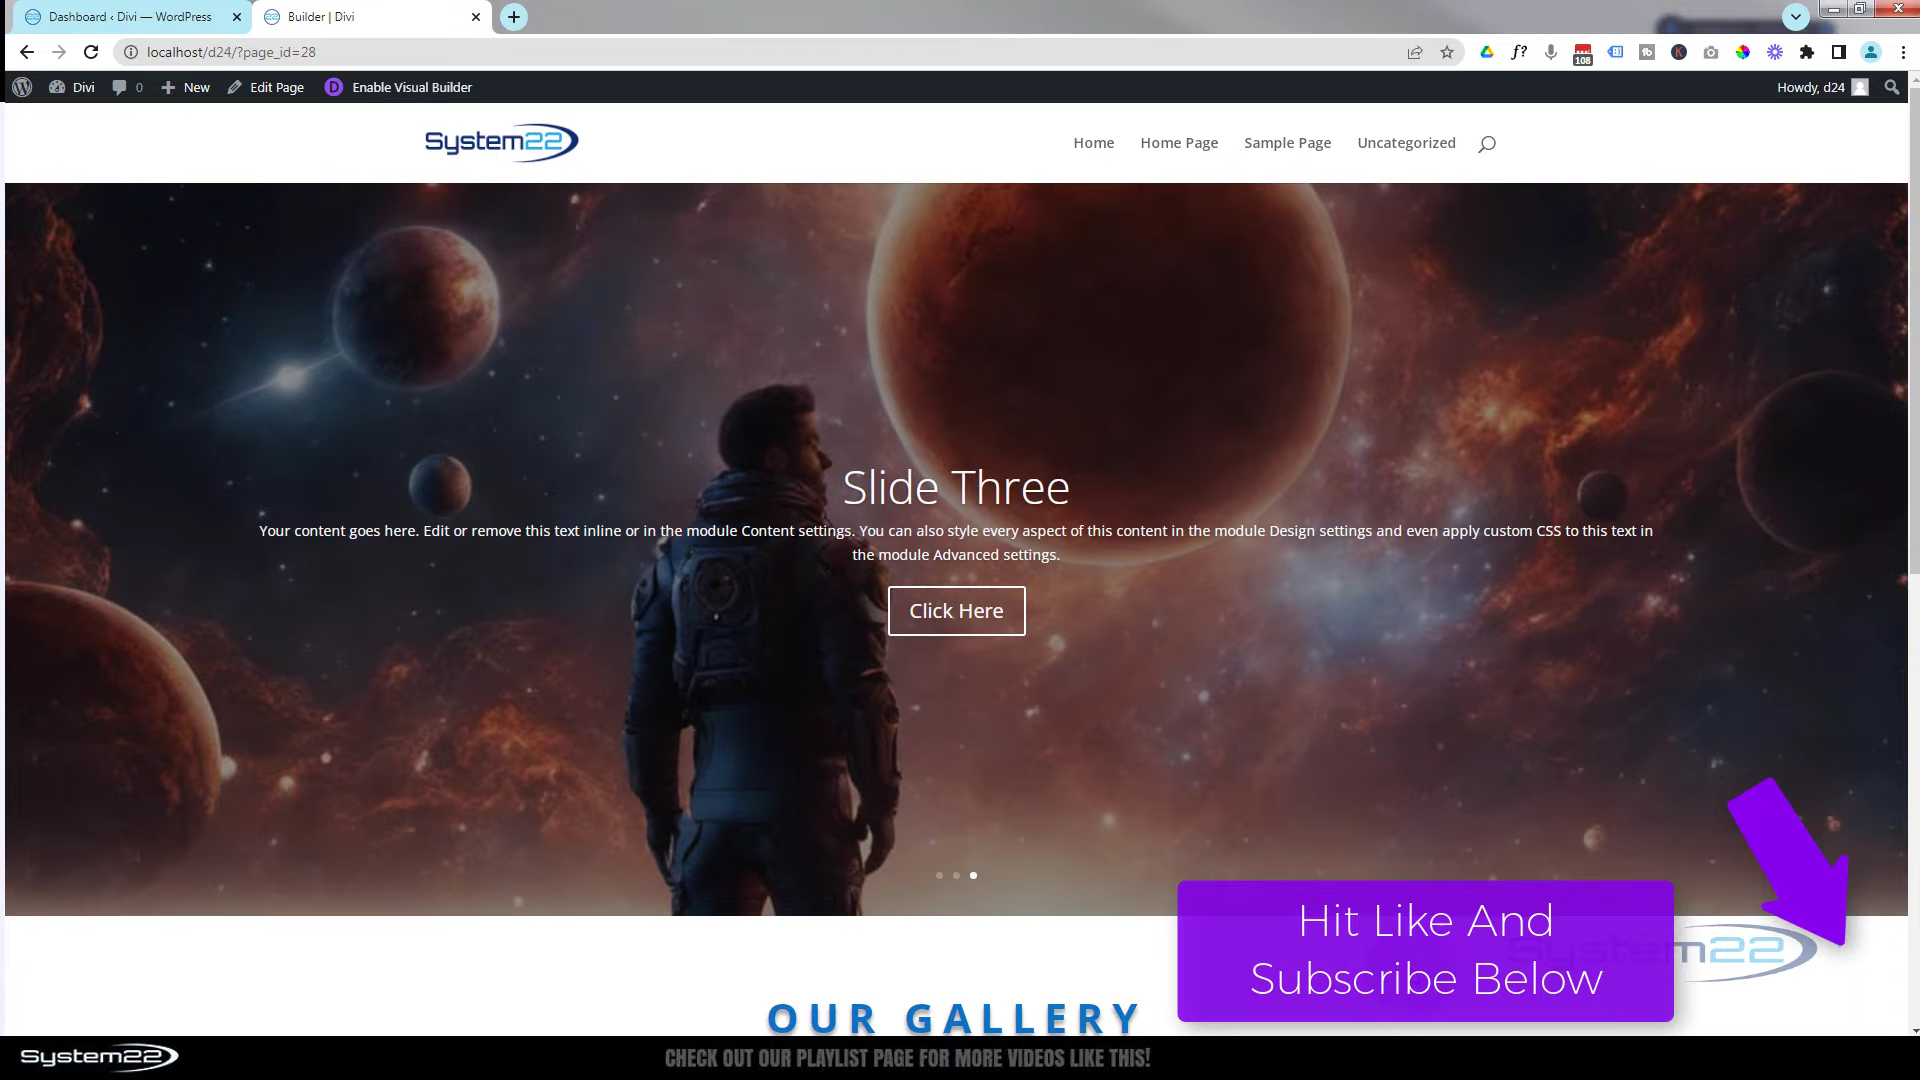 Dashboard ‹ Divi — WordPress
Builder | Divi
localhost/d24/?page_id=28
108
Divi
0
New
Edit Page
D
Enable Visual Builder
Howdy, d24
System22
Home
Home Page
Sample Page
Uncategorized
Slide Three
Your content goes here. Edit or remove this text inline or in the module Content settings. You can also style every aspect of this content in the module Design settings and even apply custom CSS to this text in
the module Advanced settings.
Click Here
Hit Like And
Subscribe Below
System22
OUR GALLERY
System22
CHECK OUT OUR PLAYLIST PAGE FOR MORE VIDEOS LIKE THIS!